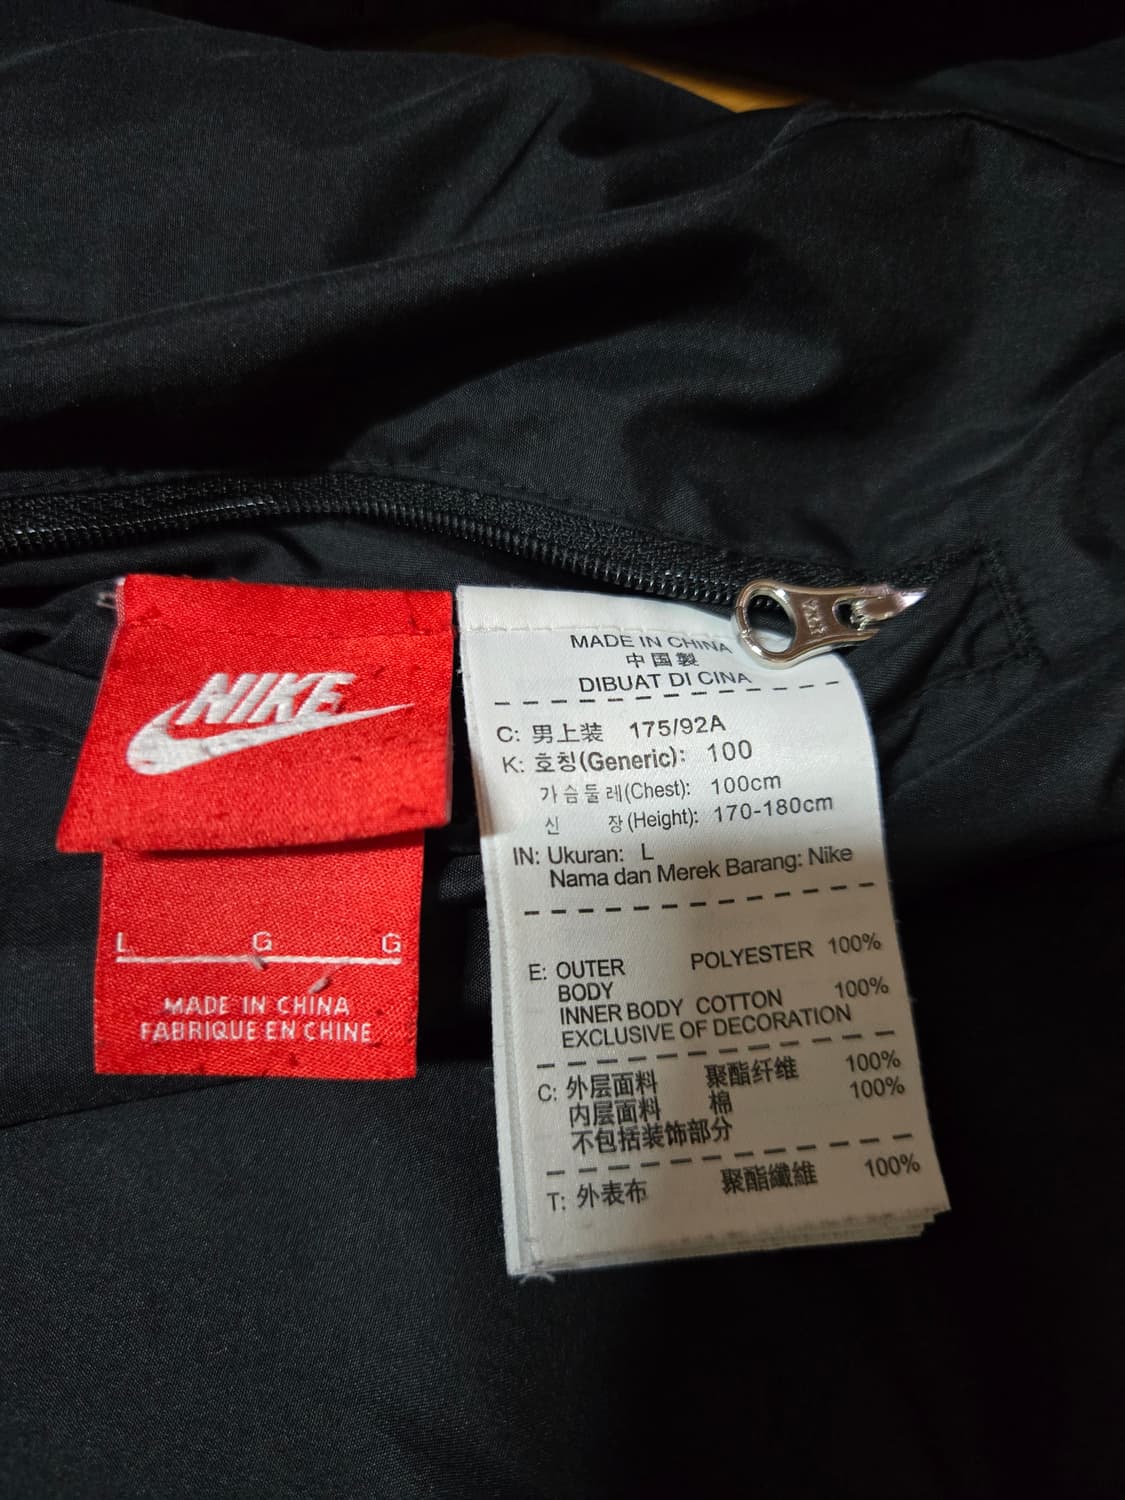 NIKE
L G G
MADE IN CHINA
FABRIQUE EN CHINE
MADE IN CHINA
中国製
DIBUAT DI CINA
C: 男上装 175/92A
K: 호칭(Generic): 100
가슴둘레(Chest): 100cm
신 장(Height): 170-180cm
IN: Ukuran: L
Nama dan Merek Barang: Nike
E: OUTER POLYESTER 100%
BODY
INNER BODY COTTON 100%
EXCLUSIVE OF DECORATION
C: 外层面料 聚酯纤维 100%
内层面料 棉 100%
不包括装饰部分
T: 外表布 聚酯纖維 100%